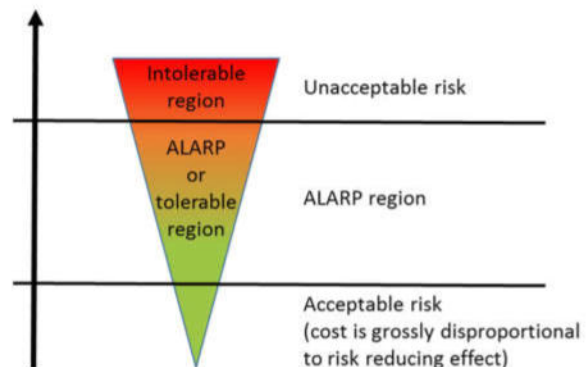 Intolerable
region
Unacceptable risk
ALARP
or
tolerable
region
ALARP region
Acceptable risk
(cost is grossly disproportional
to risk reducing effect)